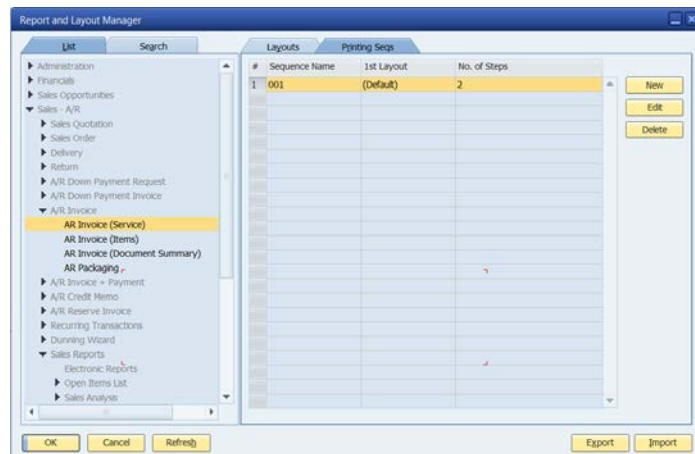 Report and Layout Manager
List
Search
Administration
Financials
Sales Opportunities
Sales - A/R
Sales Quotation
Sales Order
Delivery
Return
A/R Down Payment Request
A/R Down Payment Invoice
A/R Invoice
AR Invoice (Service)
AR Invoice (Items)
AR Invoice (Document Summary)
AR Packaging
A/R Invoice + Payment
A/R Credit Memo
A/R Reserve Invoice
Recurring Transactions
Dunning Wizard
Sales Reports
Electronic Reports
Open Items List
Sales Analysis
Layouts
Printing Seqs
# Sequence Name 1st Layout No. of Steps
1 001 (Default) 2
New
Edit
Delete
OK Cancel Refresh Export Import